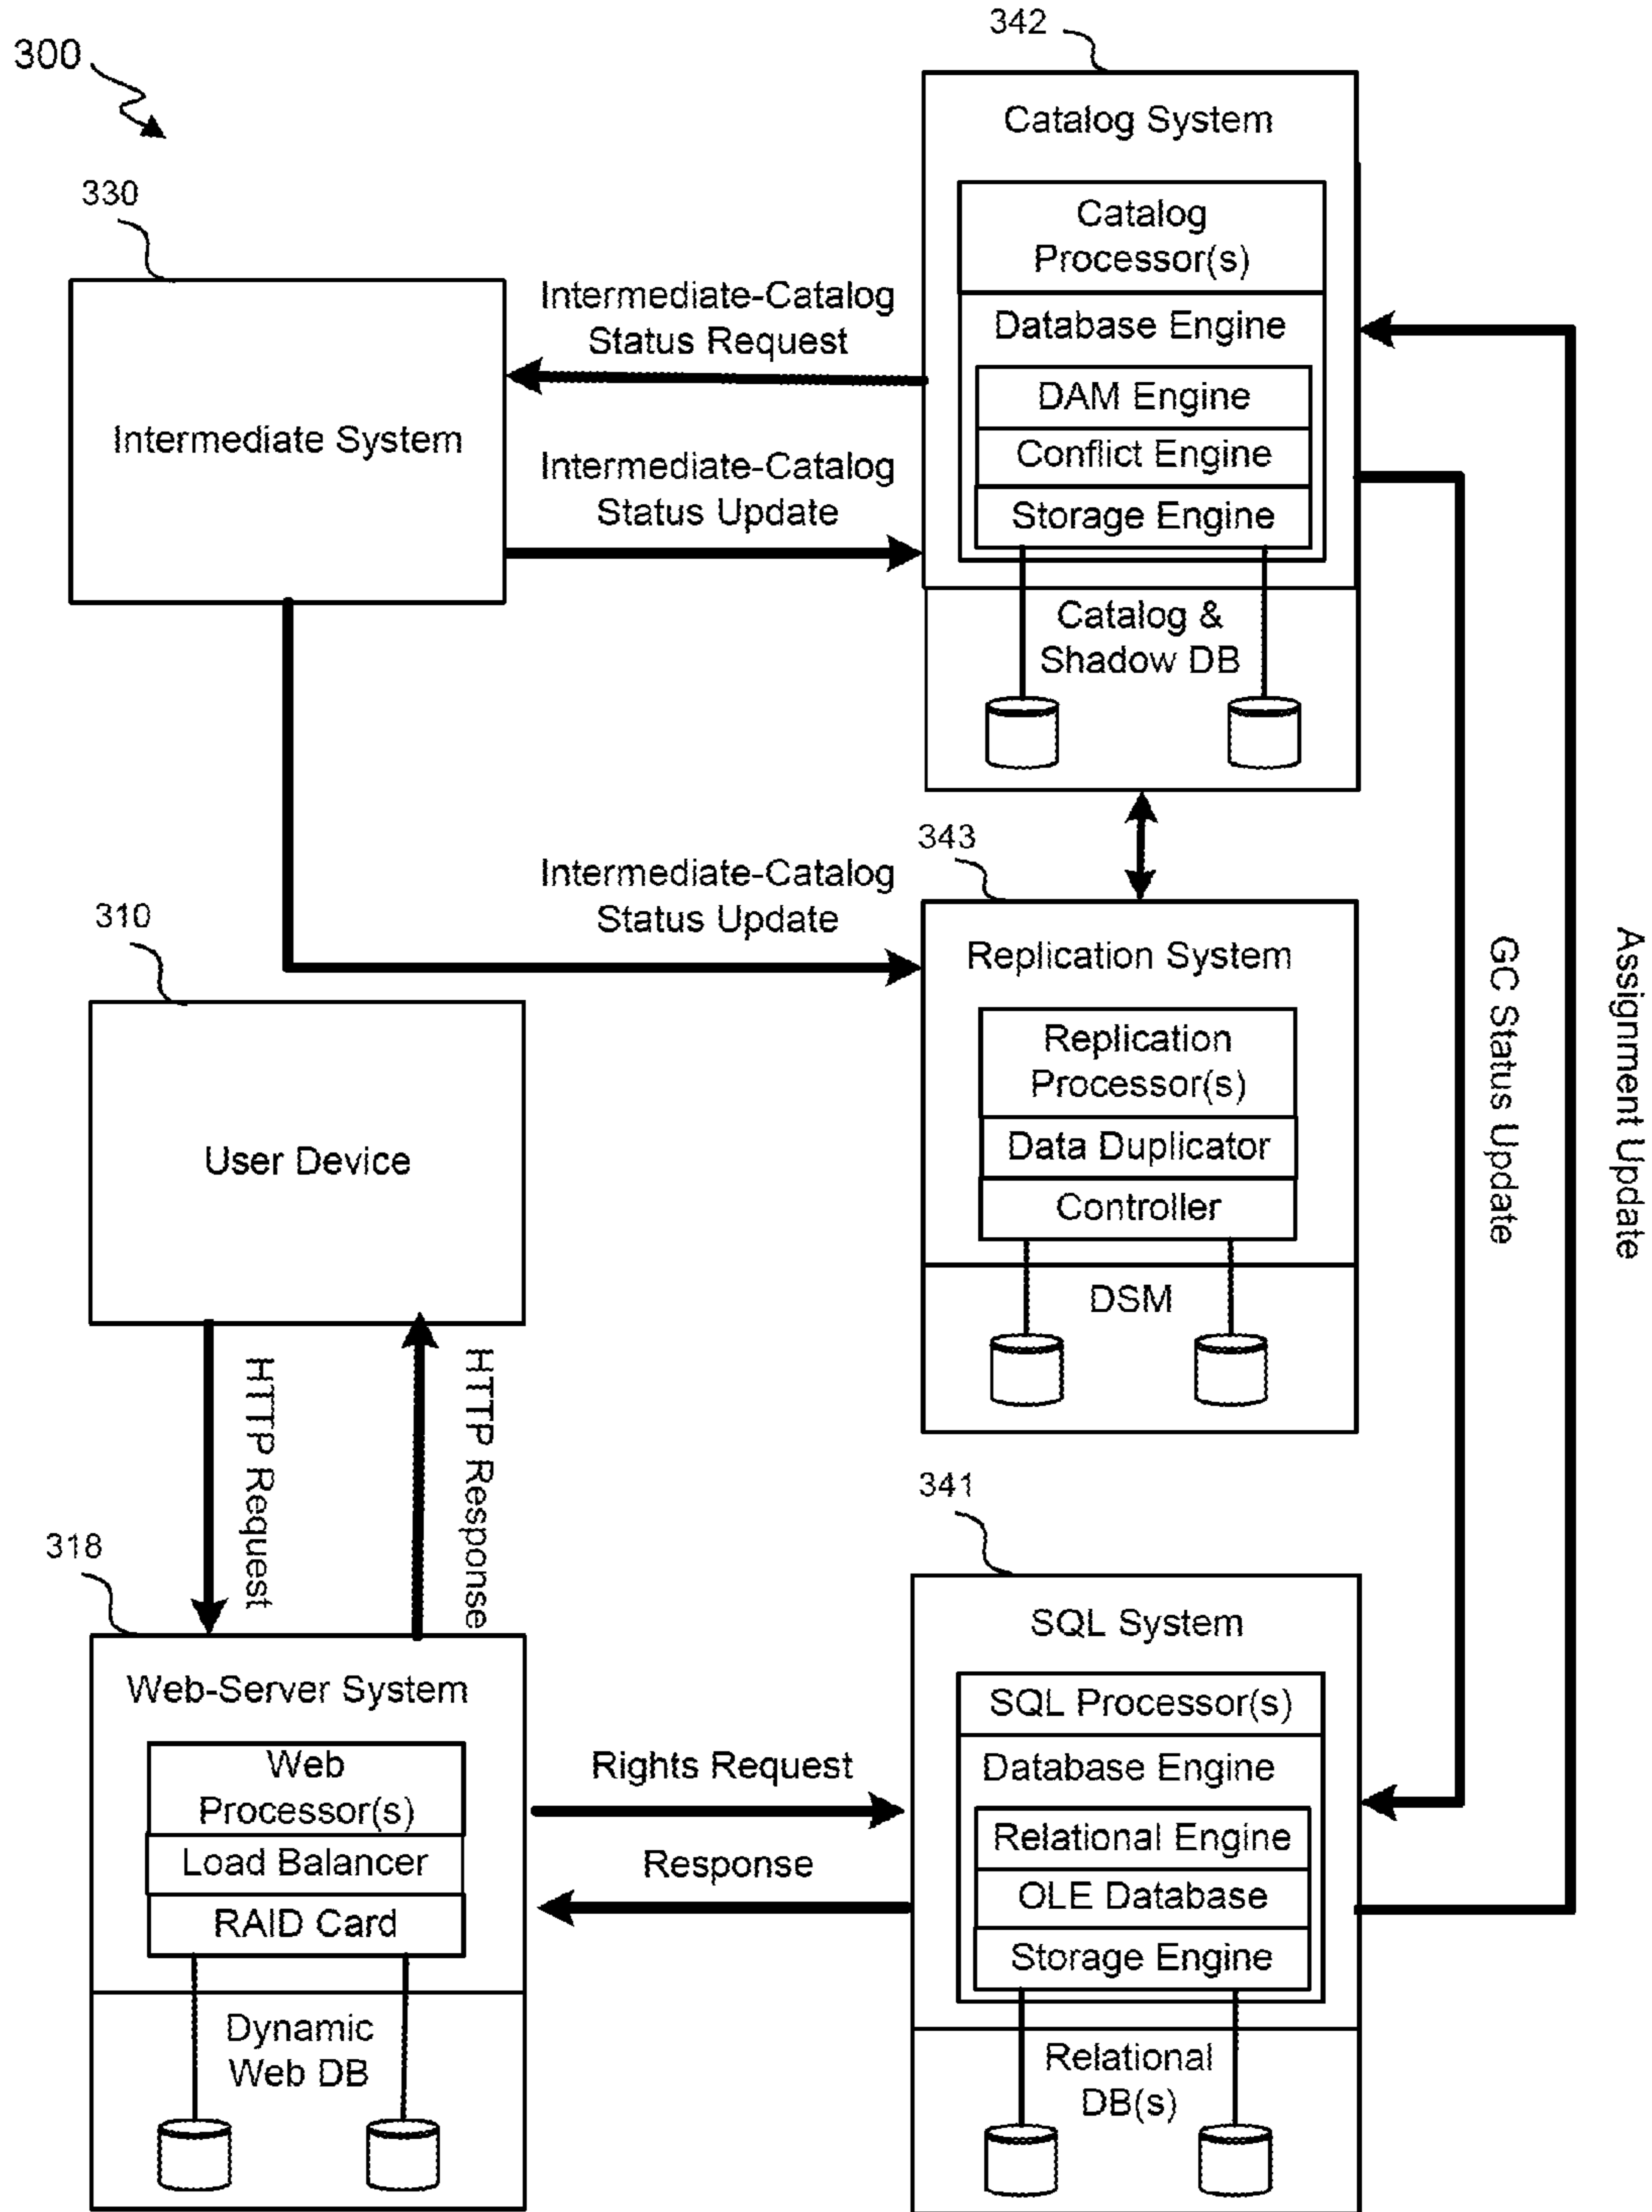 300
342
Catalog System
Catalog
Processor(s)
Database Engine
DAM Engine
Conflict Engine
Storage Engine
Catalog &
Shadow DB
330
Intermediate System
Intermediate-Catalog
Status Request
Intermediate-Catalog
Status Update
Intermediate-Catalog
Status Update
343
Replication System
Replication
Processor(s)
Data Duplicator
Controller
DSM
GC Status Update
Assignment Update
310
User Device
HTTP Request
HTTP Response
318
Web-Server System
Web
Processor(s)
Load Balancer
RAID Card
Dynamic
Web DB
Rights Request
Response
341
SQL System
SQL Processor(s)
Database Engine
Relational Engine
OLE Database
Storage Engine
Relational
DB(s)